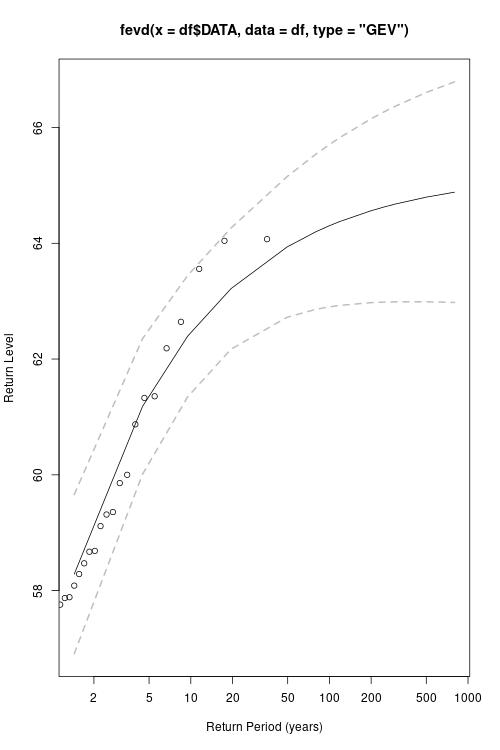 fevd(x = df$DATA, data = df, type = "GEV")
66
64
62
60
58
Return Level
2 5 10 20 50 100 200 500 1000
Return Period (years)